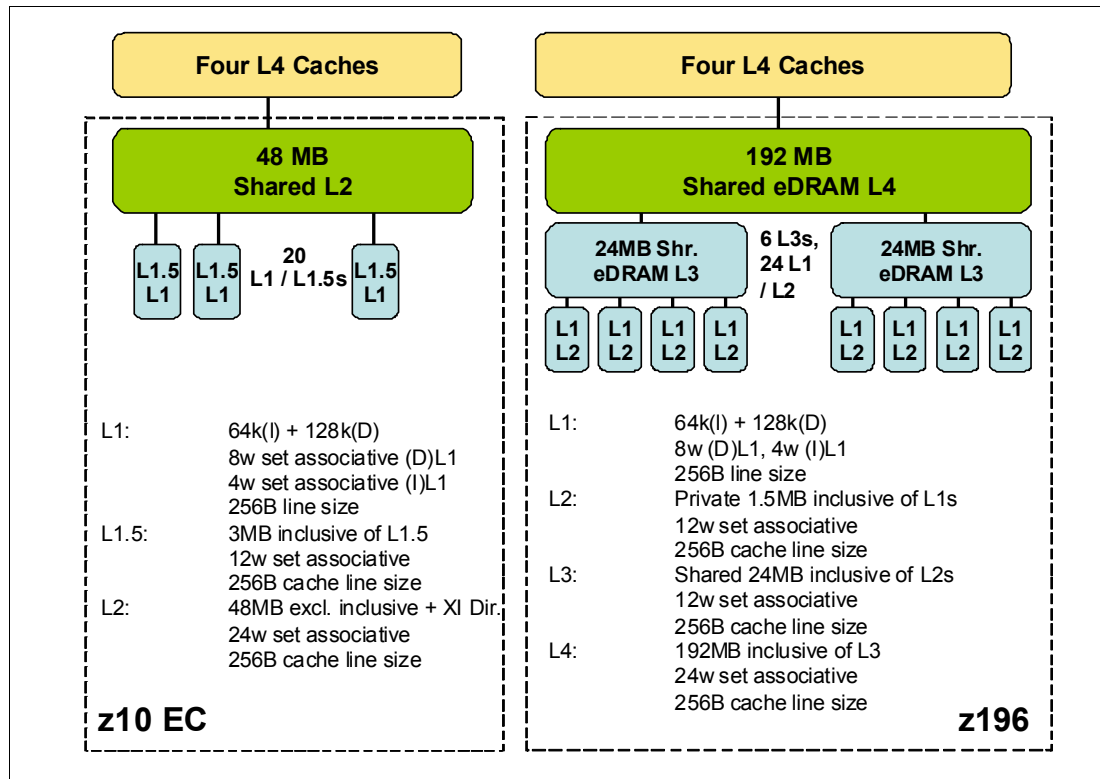 Four L4 Caches
48 MB
Shared L2
L1.5
L1
L1.5
L1
20
L1 / L1.5s
L1.5
L1
L1: 64k(I) + 128k(D)
8w set associative (D)L1
4w set associative (I)L1
256B line size
L1.5: 3MB inclusive of L1.5
12w set associative
256B cache line size
L2: 48MB excl. inclusive + XI Dir.
24w set associative
256B cache line size
z10 EC
Four L4 Caches
192 MB
Shared eDRAM L4
24MB Shr.
eDRAM L3
6 L3s,
24 L1
/ L2
24MB Shr.
eDRAM L3
L1 L1 L1 L1
L2 L2 L2 L2
L1 L1 L1 L1
L2 L2 L2 L2
L1: 64k(I) + 128k(D)
8w (D)L1, 4w (I)L1
256B line size
L2: Private 1.5MB inclusive of L1s
12w set associative
256B cache line size
L3: Shared 24MB inclusive of L2s
12w set associative
256B cache line size
L4: 192MB inclusive of L3
24w set associative
256B cache line size
z196